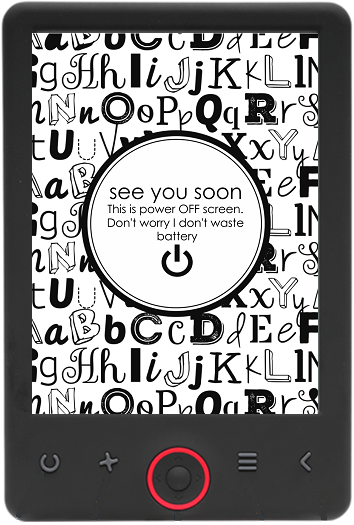 a B b C c D d E e F
g H h I i J j K k L l
N n O o P p Q q R r S
t U u V x Y y
a B e F
see you soon
This is power OFF screen.
Don't worry I don't waste
battery
t U x Y
a B b C c D d E e F
g H h I i J j K k L l
N n O o P p Q q R r S